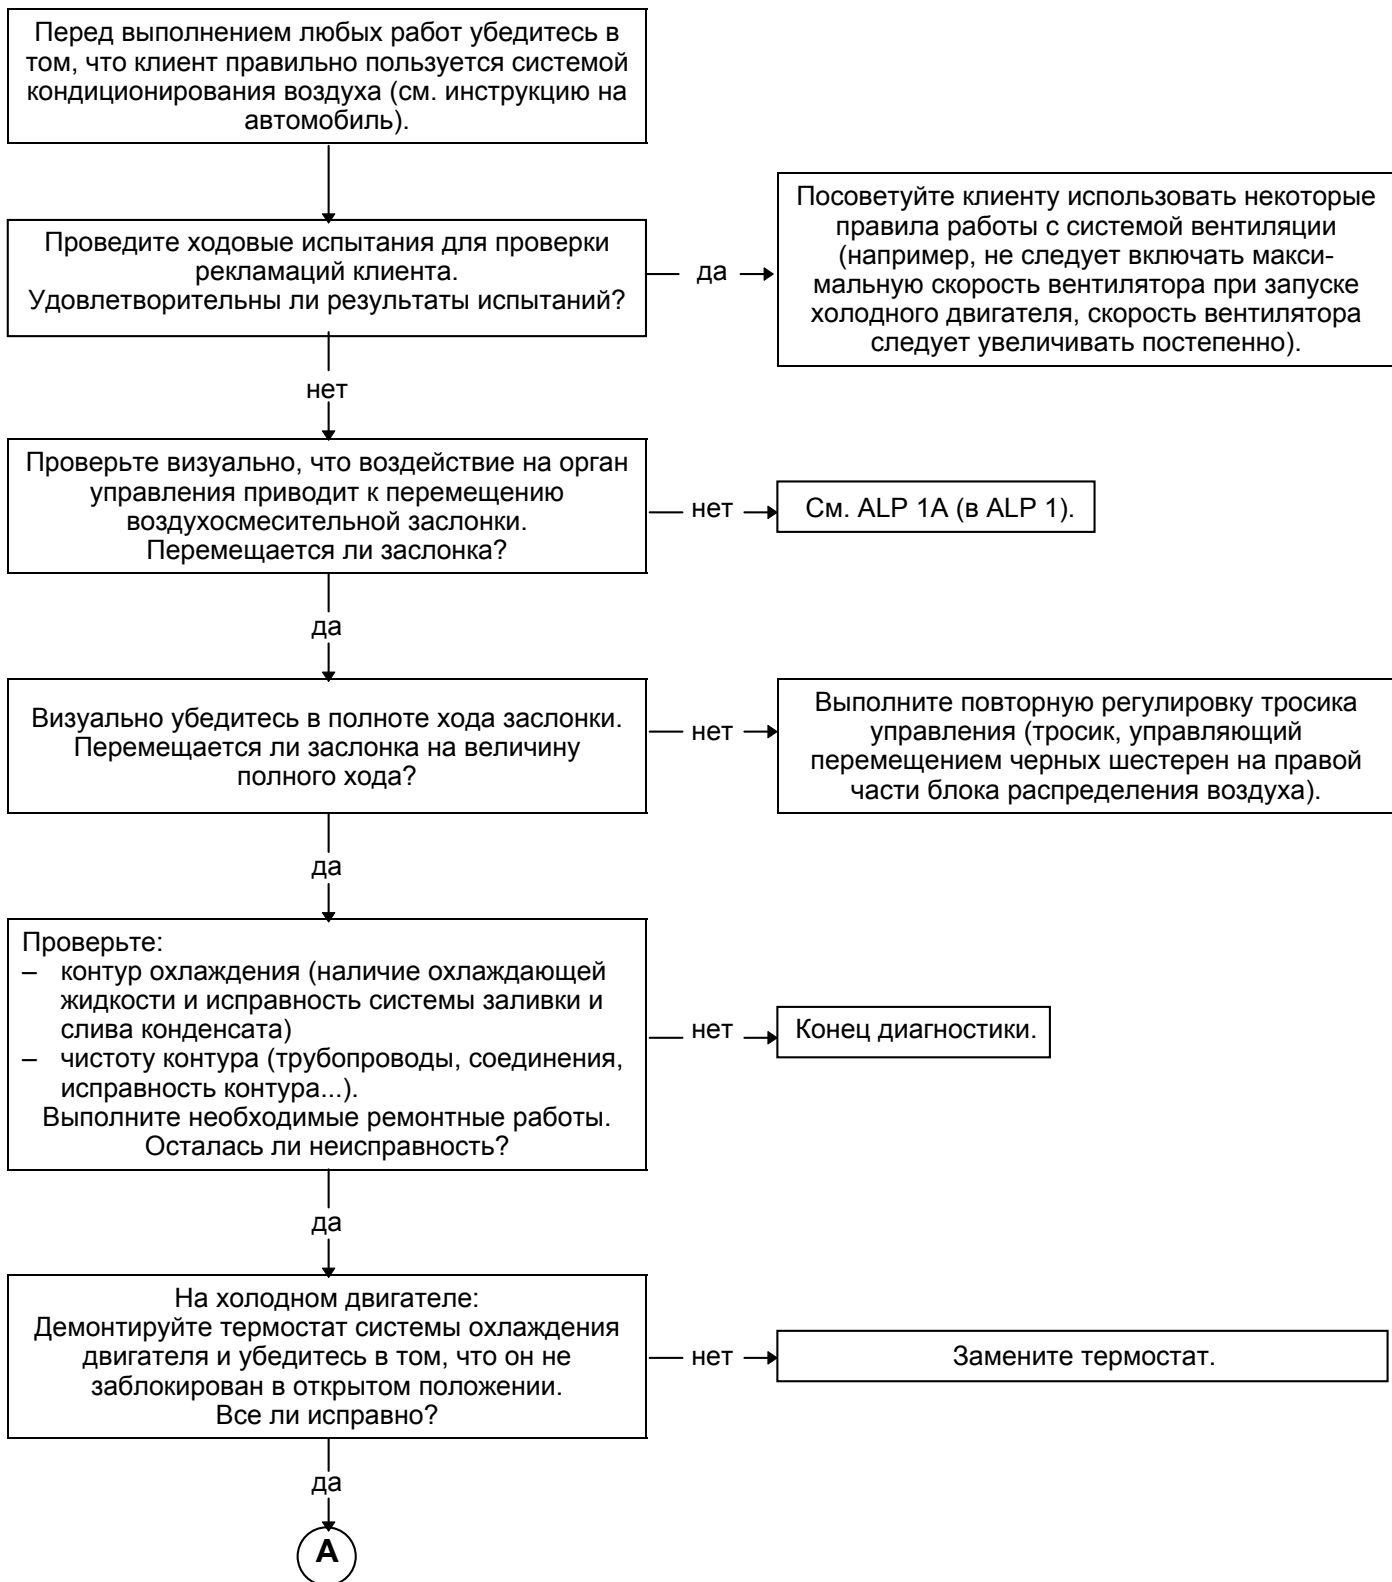 Перед выполнением любых работ убедитесь в
том, что клиент правильно пользуется системой
кондиционирования воздуха (см. инструкцию на
автомобиль).
Проведите ходовые испытания для проверки
рекламаций клиента.
Удовлетворительны ли результаты испытаний?
да
Посоветуйте клиенту использовать некоторые
правила работы с системой вентиляции
(например, не следует включать макси-
мальную скорость вентилятора при запуске
холодного двигателя, скорость вентилятора
следует увеличивать постепенно).
нет
Проверьте визуально, что воздействие на орган
управления приводит к перемещению
воздухосмесительной заслонки.
Перемещается ли заслонка?
нет
См. ALP 1A (в ALP 1).
да
Визуально убедитесь в полноте хода заслонки.
Перемещается ли заслонка на величину
полного хода?
нет
Выполните повторную регулировку тросика
управления (тросик, управляющий
перемещением черных шестерен на правой
части блока распределения воздуха).
да
Проверьте:
– контур охлаждения (наличие охлаждающей
жидкости и исправность системы заливки и
слива конденсата)
– чистоту контура (трубопроводы, соединения,
исправность контура...).
Выполните необходимые ремонтные работы.
Осталась ли неисправность?
нет
Конец диагностики.
да
На холодном двигателе:
Демонтируйте термостат системы охлаждения
двигателя и убедитесь в том, что он не
заблокирован в открытом положении.
Все ли исправно?
нет
Замените термостат.
да
А